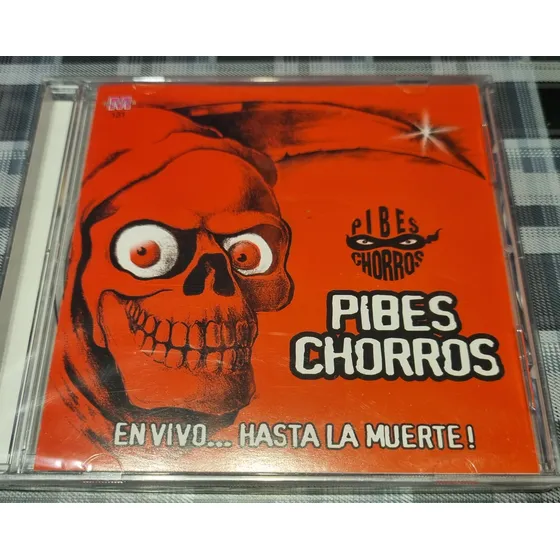 M
PIBES
CHORROS
PIBES
CHORROS
EN VIVO... HASTA LA MUERTE!